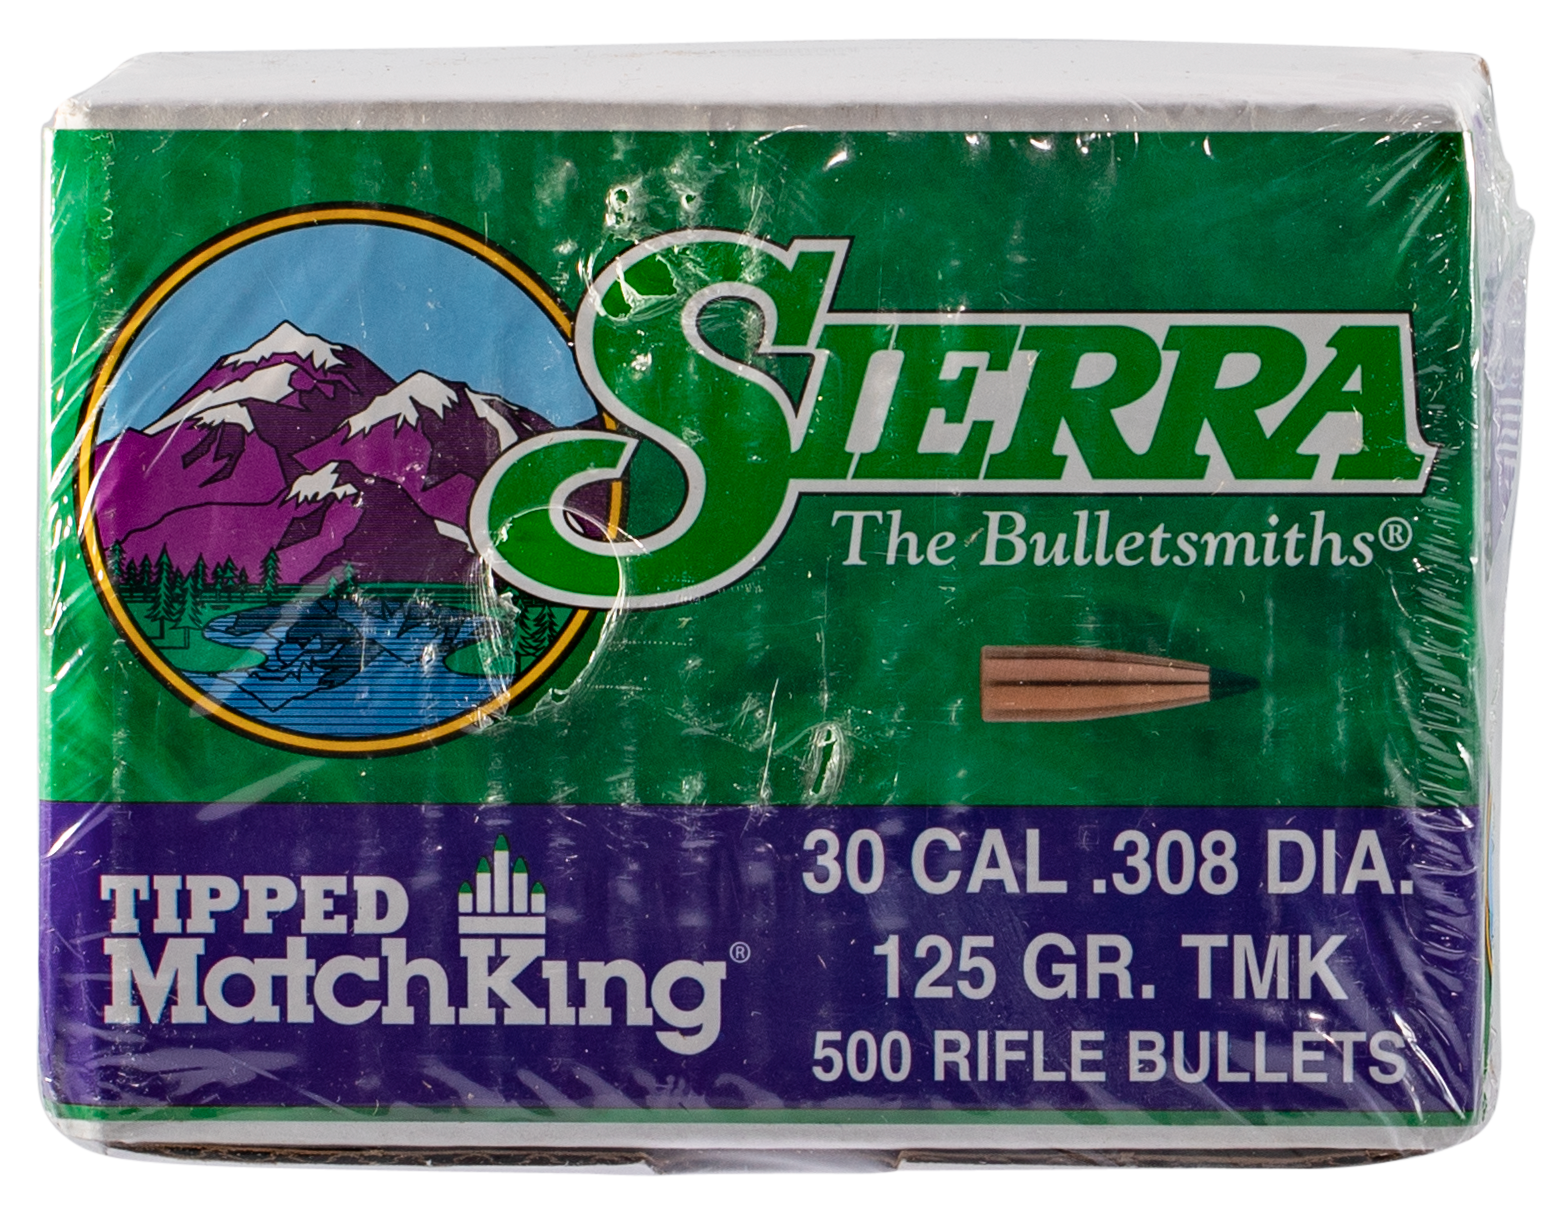 SIERRA
The Bulletsmiths®
TIPPED
MatchKing®
30 CAL .308 DIA.
125 GR. TMK
500 RIFLE BULLETS